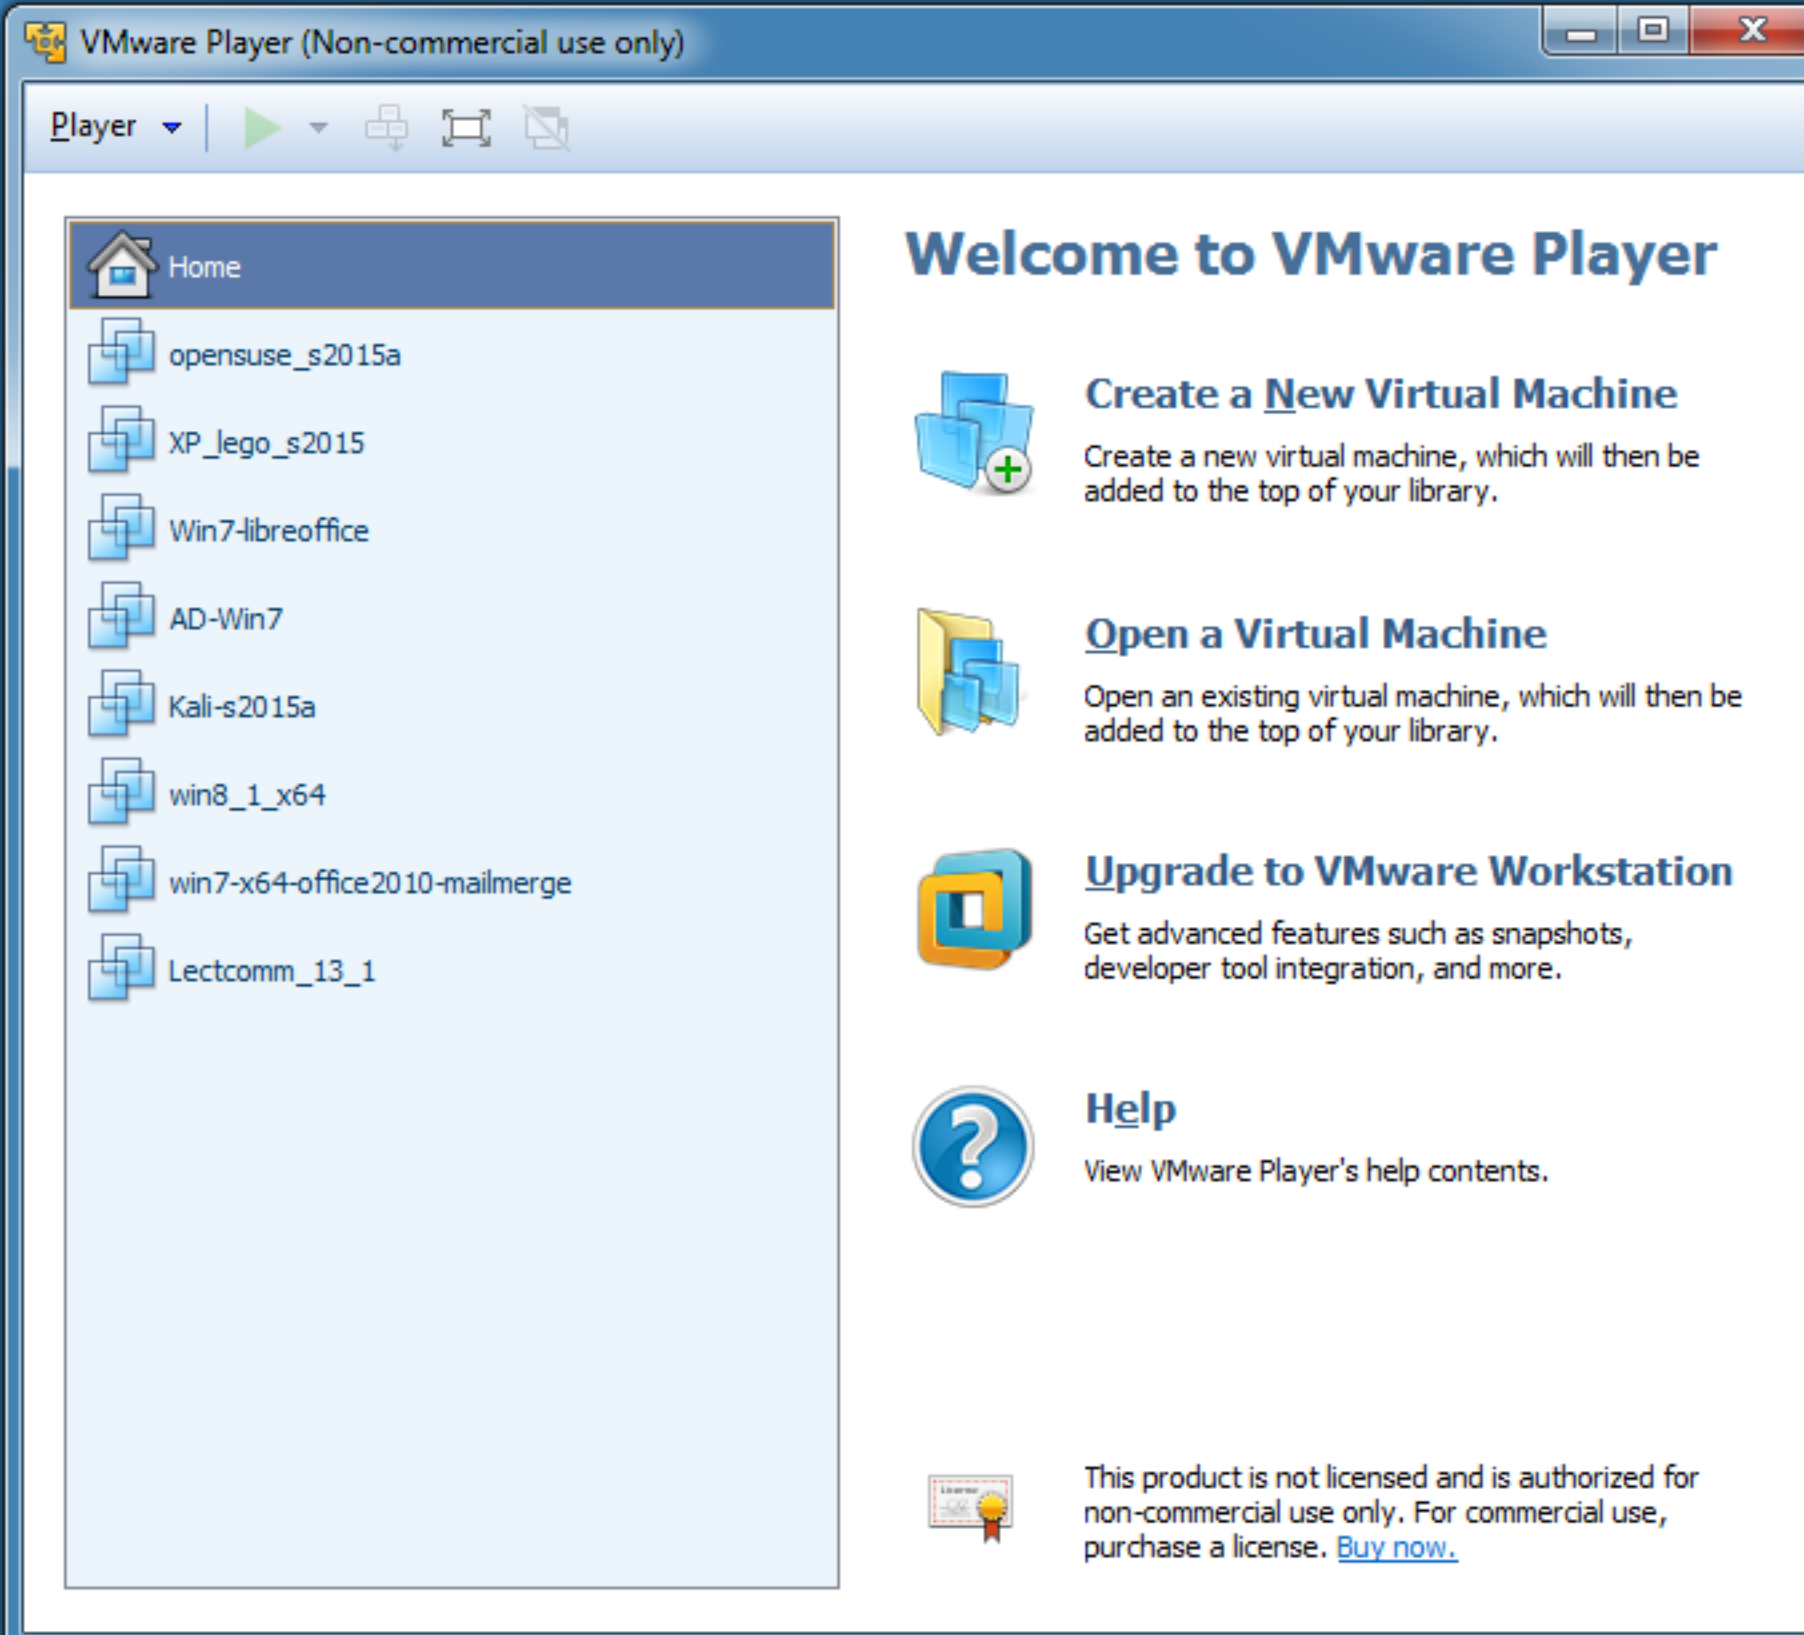 VMware Player (Non-commercial use only)
Player
Home
opensuse_s2015a
XP_lego_s2015
Win7-libreoffice
AD-Win7
Kali-s2015a
win8_1_x64
win7-x64-office2010-mailmerge
Lectcomm_13_1
Welcome to VMware Player
Create a New Virtual Machine
Create a new virtual machine, which will then be
added to the top of your library.
Open a Virtual Machine
Open an existing virtual machine, which will then be
added to the top of your library.
Upgrade to VMware Workstation
Get advanced features such as snapshots,
developer tool integration, and more.
Help
View VMware Player's help contents.
License
This product is not licensed and is authorized for
non-commercial use only. For commercial use,
purchase a license. Buy now.